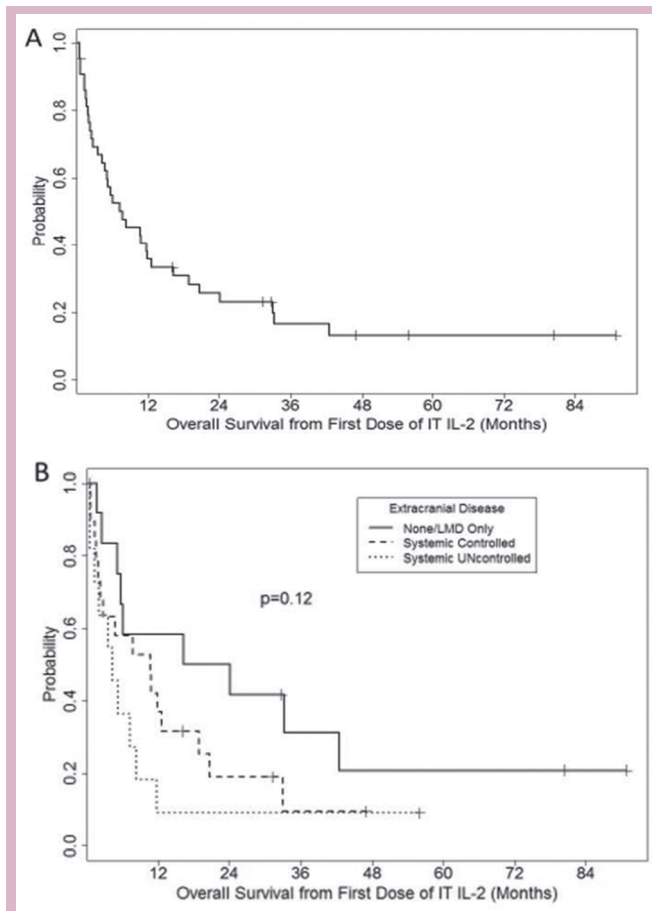 A
1.0
0.8
0.6
0.4
0.2
0.0
Probability
12 24 36 48 60 72 84
Overall Survival from First Dose of IT IL-2 (Months)
B
1.0
0.8
0.6
0.4
0.2
0.0
Probability
Extracranial Disease
None/LMD Only
Systemic Controlled
Systemic UNcontrolled
p=0.12
12 24 36 48 60 72 84
Overall Survival from First Dose of IT IL-2 (Months)